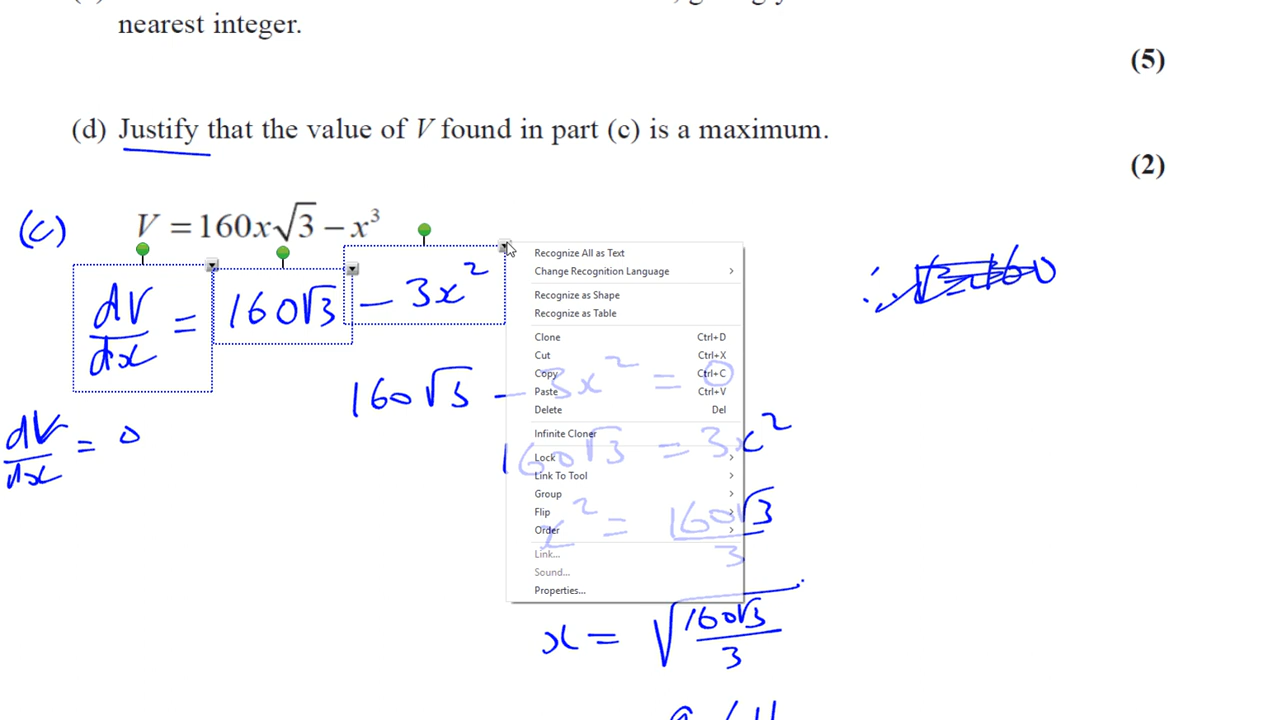 nearest integer.
(5)
(d) Justify that the value of V found in part (c) is a maximum.
(2)
(c) V = 160x√3 − x³
dV/dx = 160√3 − 3x²
160√3 − 3x² = 0
dV/dx = 0
160√3 = 3x²
x² = 160√3/3
x = √(160√3/3)
Recognize All as Text
Change Recognition Language
Recognize as Shape
Recognize as Table
Clone Ctrl+D
Cut Ctrl+X
Copy Ctrl+C
Paste Ctrl+V
Delete Del
Infinite Cloner
Lock
Link To Tool
Group
Flip
Order
Link...
Sound...
Properties...